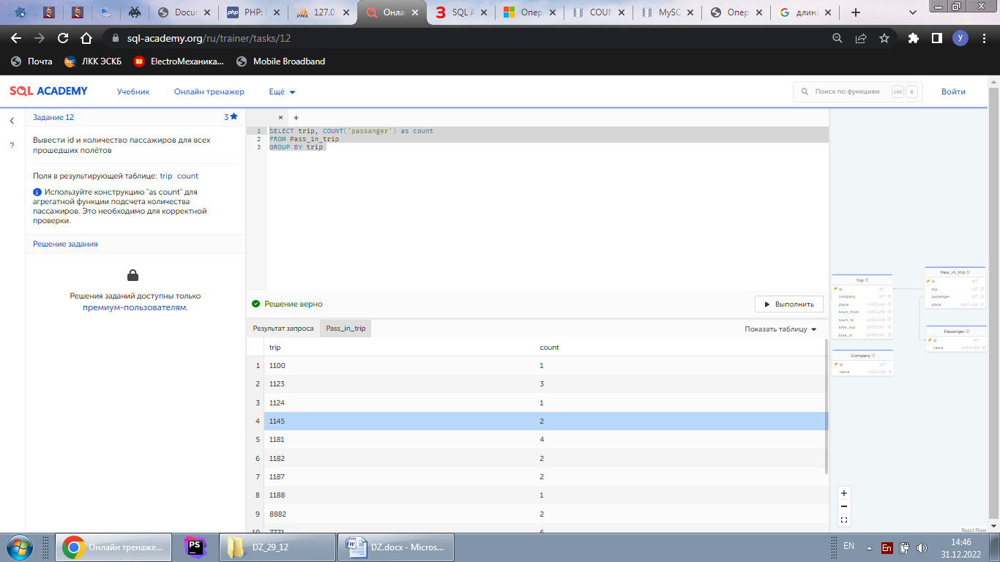 Docum
PHP: M
127.0.
Онлай
SQL A
Опер
COUN
MySQ
Опер
длина
sql-academy.org/ru/trainer/tasks/12
У
Почта
ЛКК ЭСКБ
ElectroМеханика...
Mobile Broadband
SQL ACADEMY
Учебник
Онлайн тренажер
Ещё
Поиск по функциям
ctrl
K
Войти
Задание 12
3
Вывести id и количество пассажиров для всех
прошедших полётов
Поля в результирующей таблице: trip count
Используйте конструкцию "as count" для
агрегатной функции подсчета количества
пассажиров. Это необходимо для корректной
проверки.
Решение задания
Решения заданий доступны только
премиум-пользователям.
1 SELECT trip, COUNT('passanger') as count
2 FROM Pass_in_trip
3 GROUP BY trip
Решение верно
Выполнить
Результат запроса
Pass_in_trip
Показать таблицу
trip count
1 1100 1
2 1123 3
3 1124 1
4 1145 2
5 1181 4
6 1182 2
7 1187 2
8 1188 1
9 8882 2
10 7771 6
Trip
id INT
company INT
plane VARCHAR
town_from VARCHAR
town_to VARCHAR
time_out DATETIME
time_in DATETIME
Company
id INT
name VARCHAR
Pass_in_trip
id INT
trip INT
passenger INT
place VARCHAR
Passenger
id INT
name VARCHAR
React Flow
Онлайн тренаже...
PS
DZ_29_12
DZ.docx - Micros...
EN
En
14:46
31.12.2022